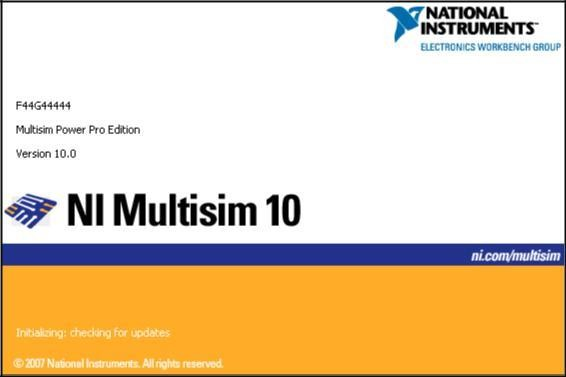 NATIONAL
INSTRUMENTS™
ELECTRONICS WORKBENCH GROUP
F44G44444
Multisim Power Pro Edition
Version 10.0
NI Multisim 10
ni.com/multisim
Initializing: checking for updates
© 2007 National Instruments. All rights reserved.